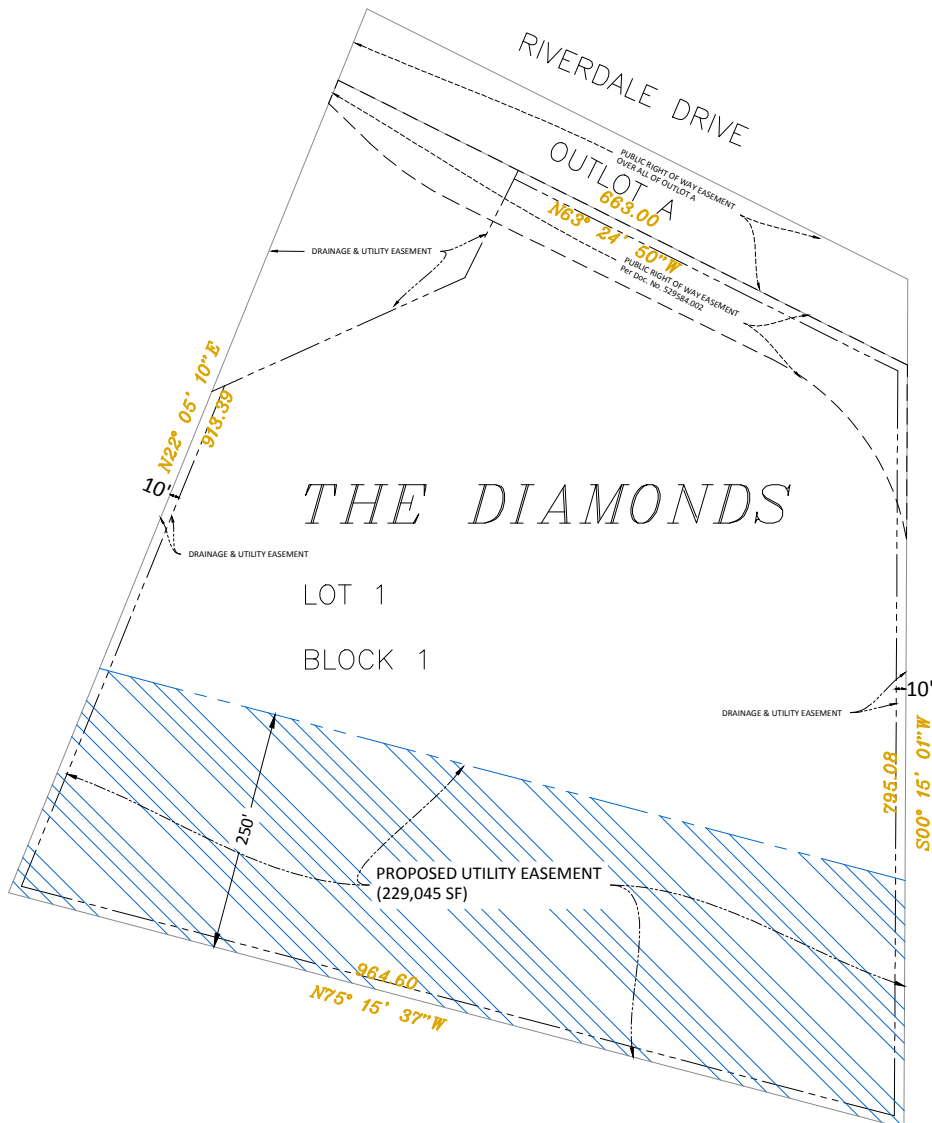 RIVERDALE DRIVE
PUBLIC RIGHT OF WAY EASEMENT
OVER ALL OF OUTLOT A
OUTLOT A
663.00
N63° 24' 50"W
DRAINAGE & UTILITY EASEMENT
PUBLIC RIGHT OF WAY EASEMENT
Per Doc. No. 529584.002
N22° 05' 10"E
913.39
10'
THE DIAMONDS
DRAINAGE & UTILITY EASEMENT
LOT 1
BLOCK 1
10'
DRAINAGE & UTILITY EASEMENT
795.08
S00° 15' 01"W
250'
PROPOSED UTILITY EASEMENT
(229,045 SF)
964.60
N75° 15' 37"W